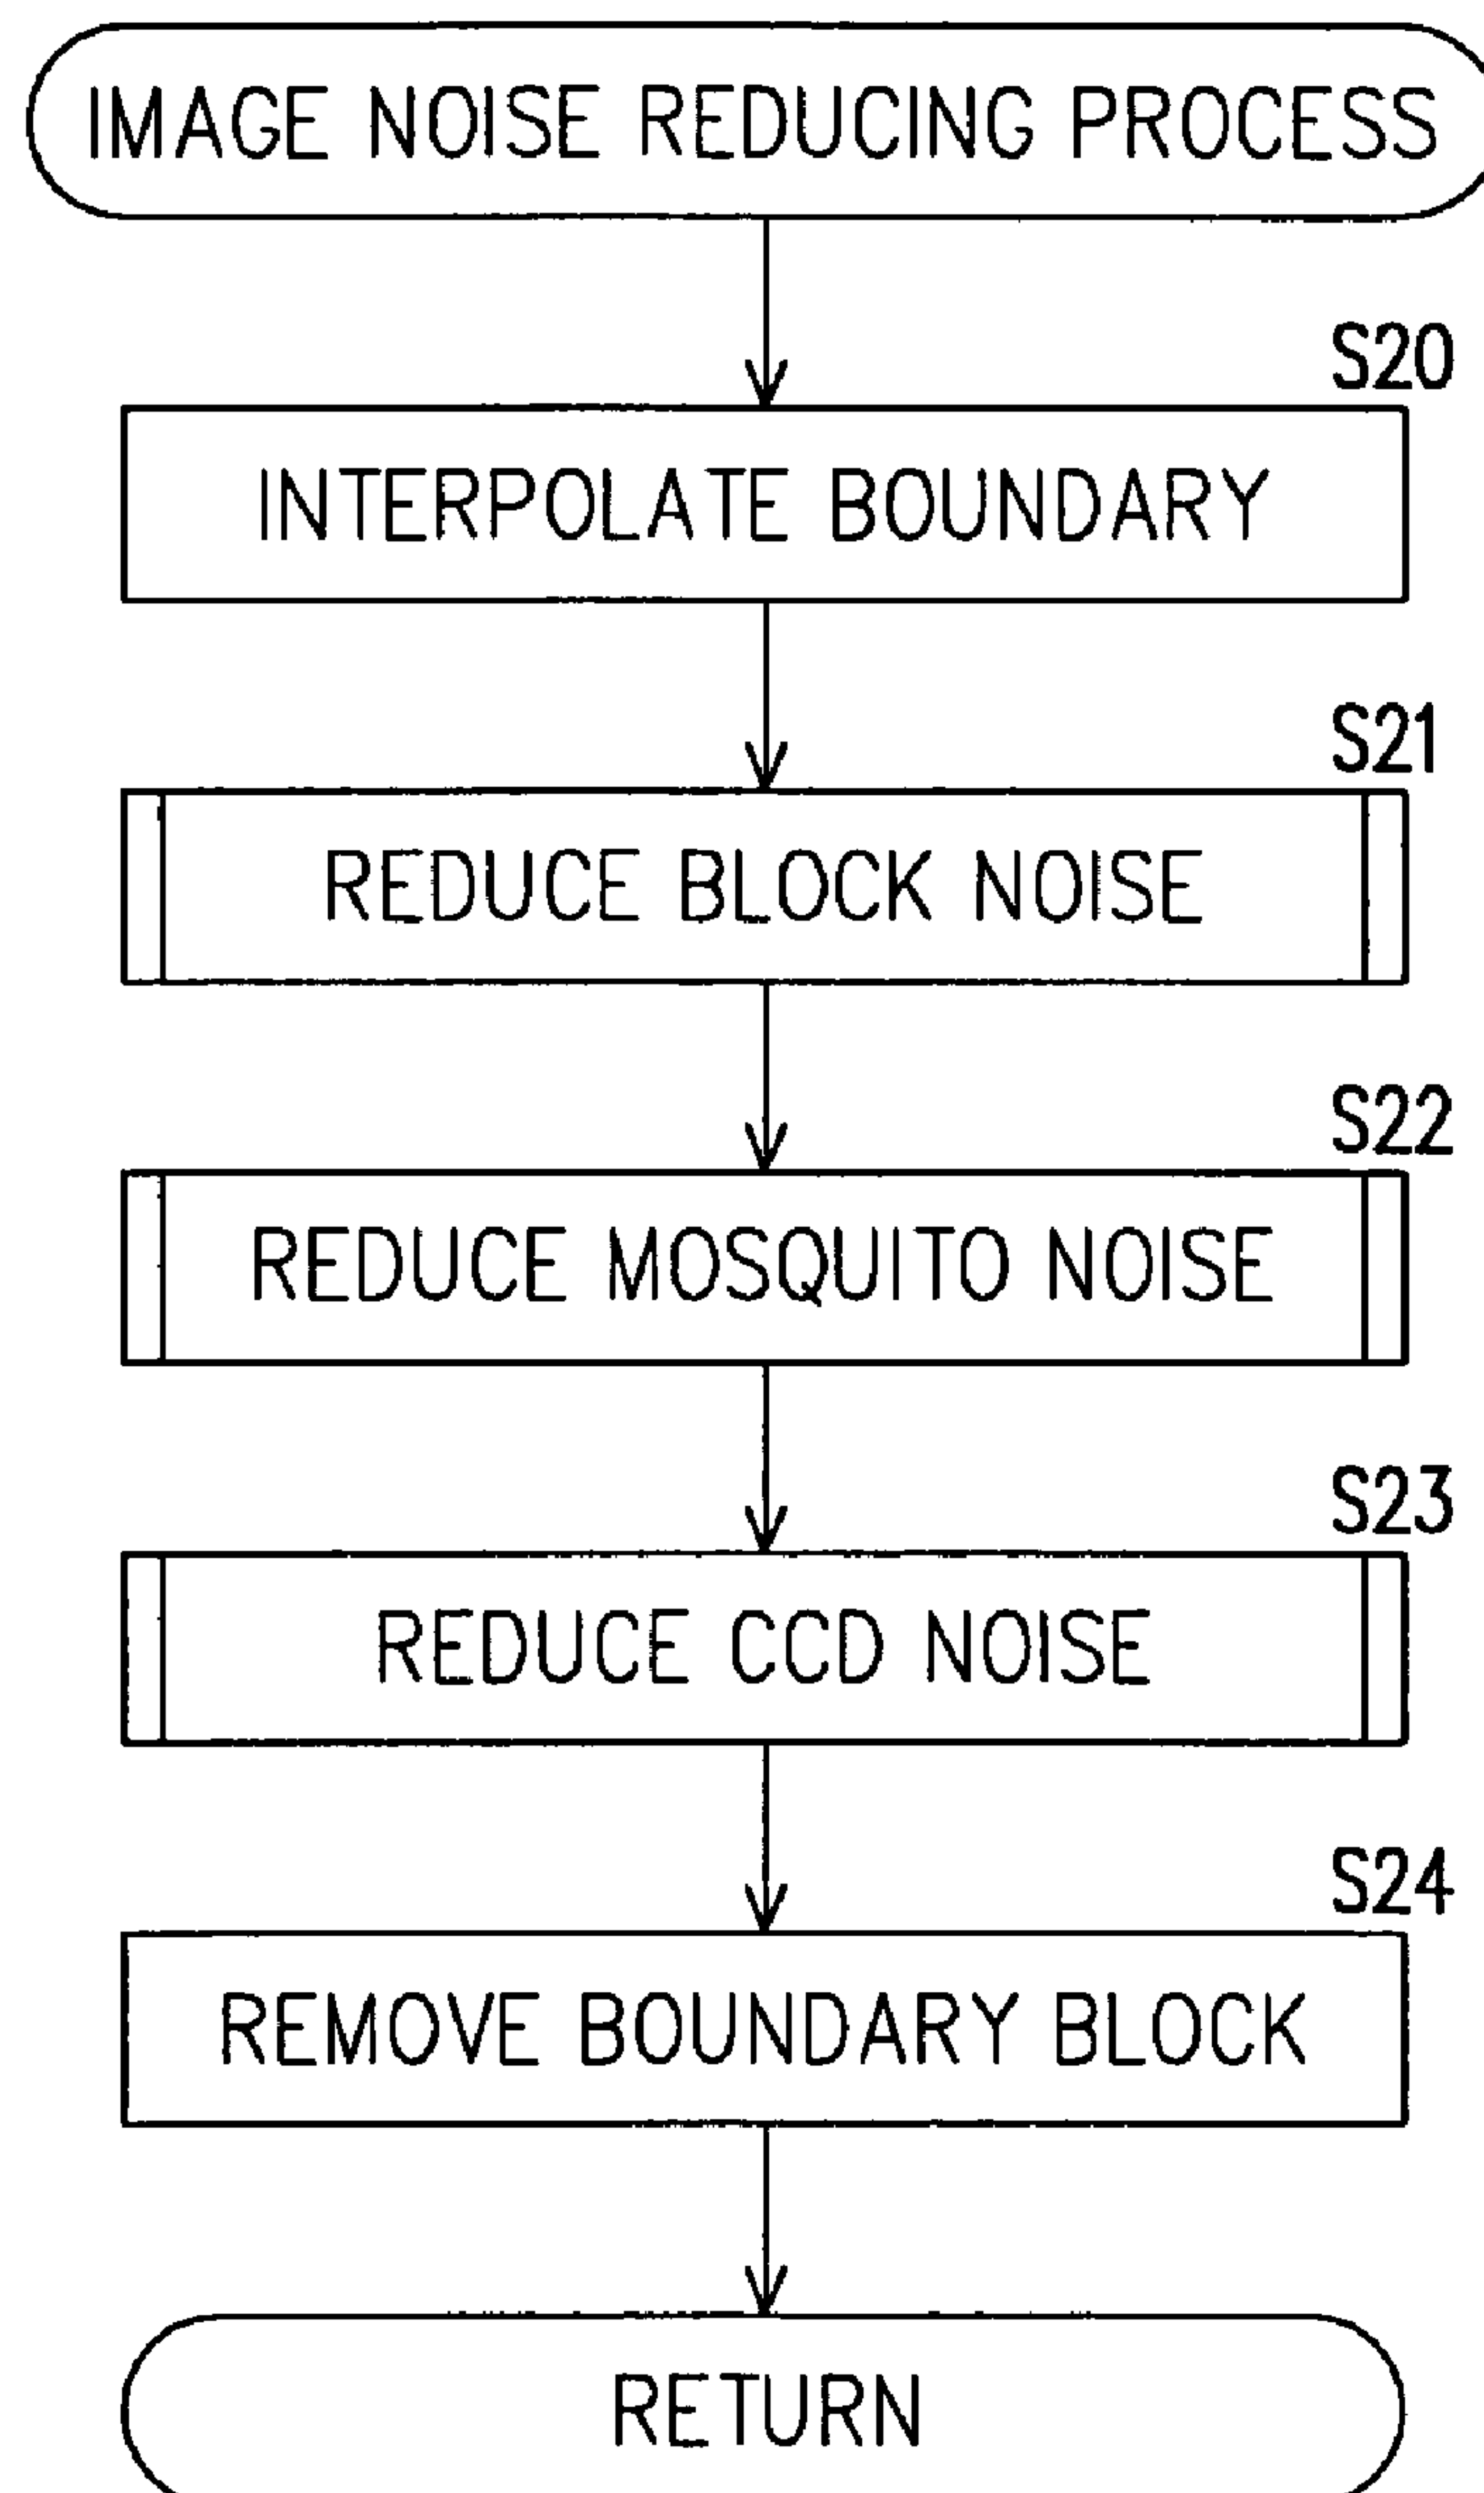 IMAGE NOISE REDUCING PROCESS
S20
INTERPOLATE BOUNDARY
S21
REDUCE BLOCK NOISE
S22
REDUCE MOSQUITO NOISE
S23
REDUCE CCD NOISE
S24
REMOVE BOUNDARY BLOCK
RETURN